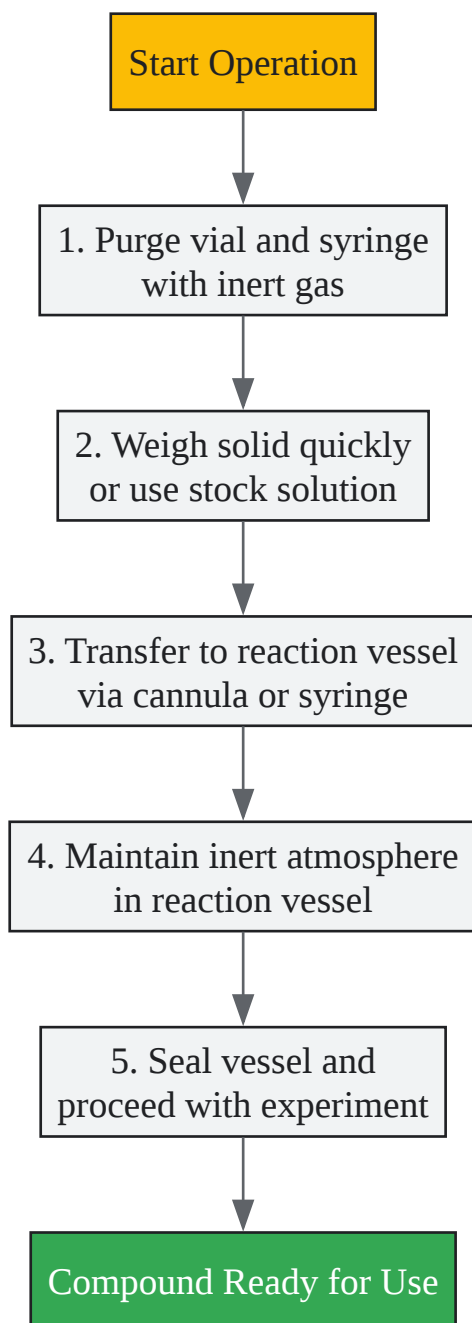 Start Operation
1. Purge vial and syringe
with inert gas
2. Weigh solid quickly
or use stock solution
3. Transfer to reaction vessel
via cannula or syringe
4. Maintain inert atmosphere
in reaction vessel
5. Seal vessel and
proceed with experiment
Compound Ready for Use